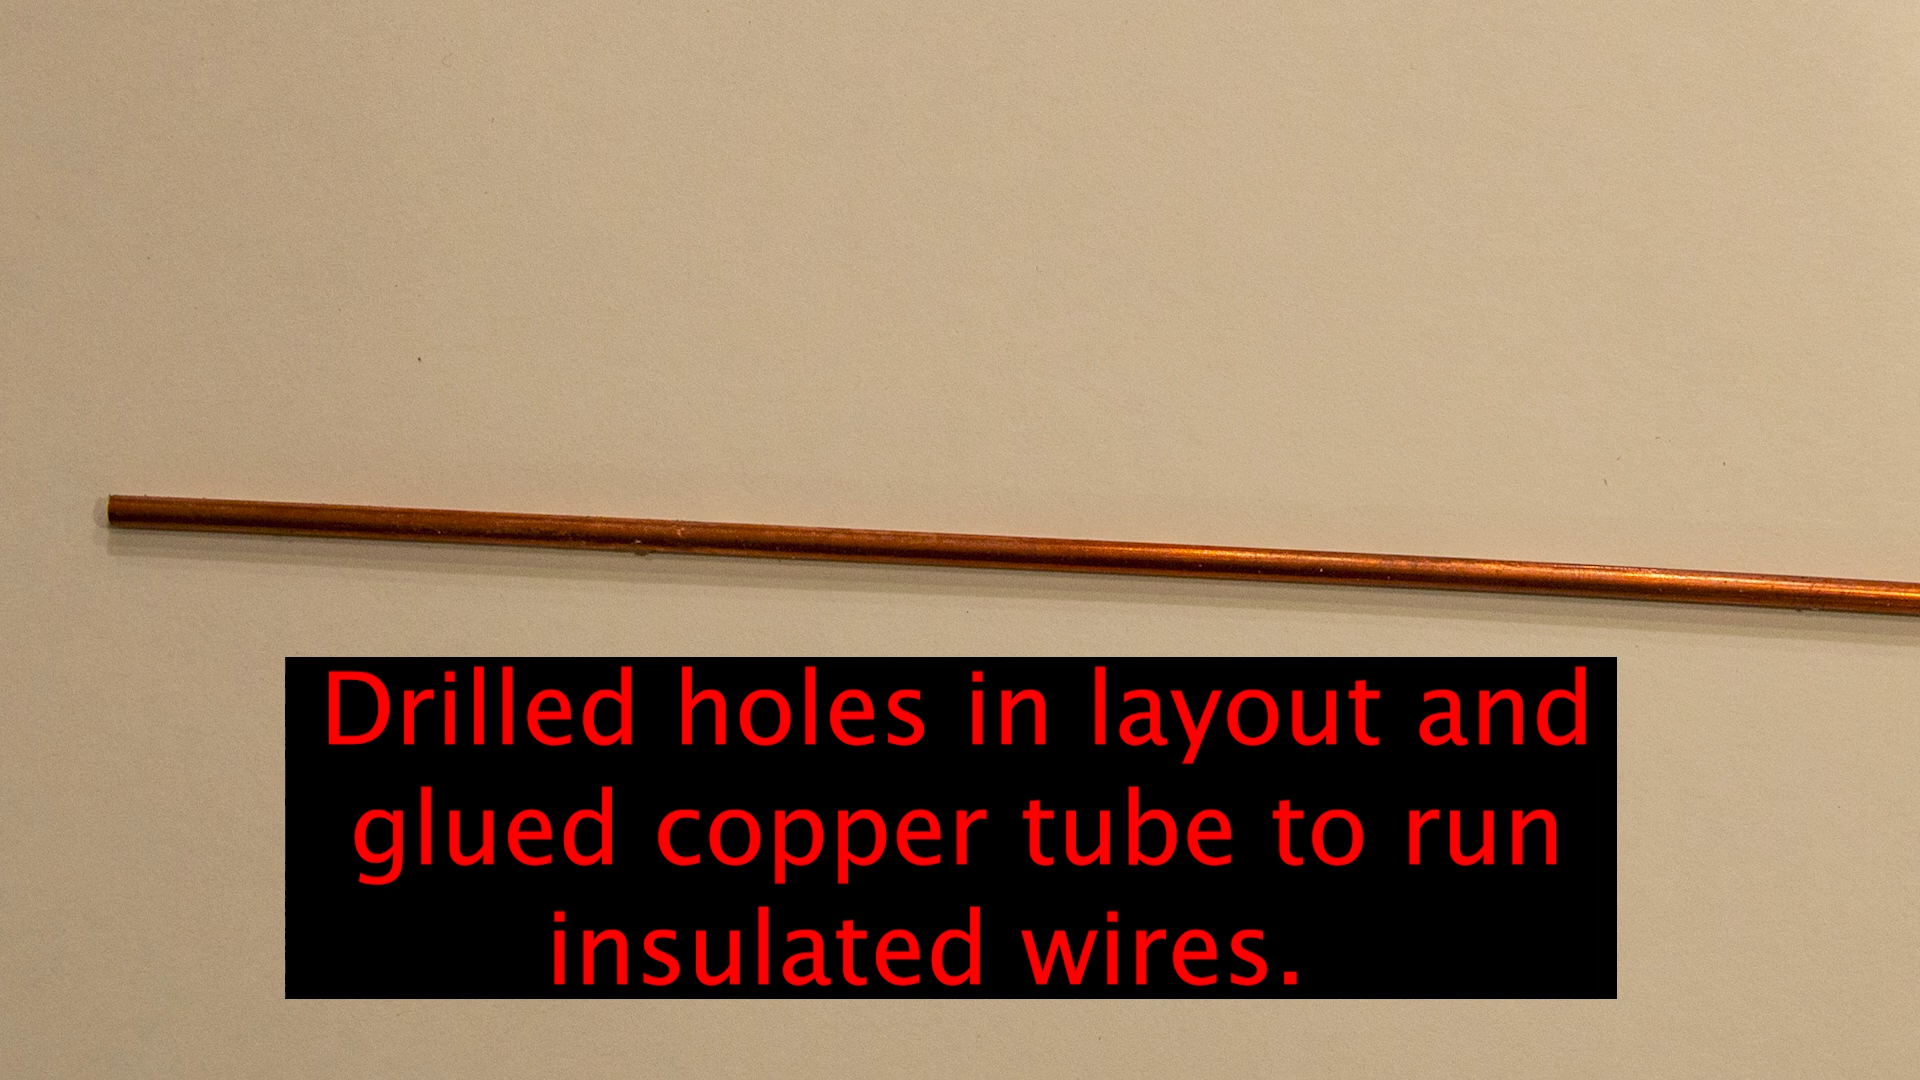 Drilled holes in layout and
glued copper tube to run
insulated wires.